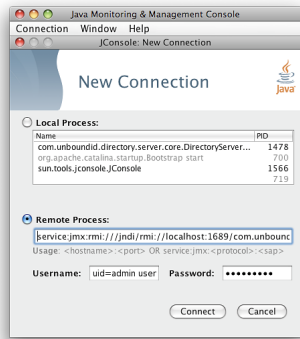 Java Monitoring & Management Console
Connection Window Help
JConsole: New Connection
New Connection
Java
Local Process:
Name PID
com.unboundid.directory.server.core.DirectoryServer... 1478
org.apache.catalina.startup.Bootstrap start 700
sun.tools.jconsole.JConsole 1566
719
Remote Process:
service:jmx:rmi:///jndi/rmi://localhost:1689/com.unbounc
Usage: <hostname>:<port> OR service:jmx:<protocol>:<sap>
Username: uid=admin user Password: •••••••••
Connect Cancel